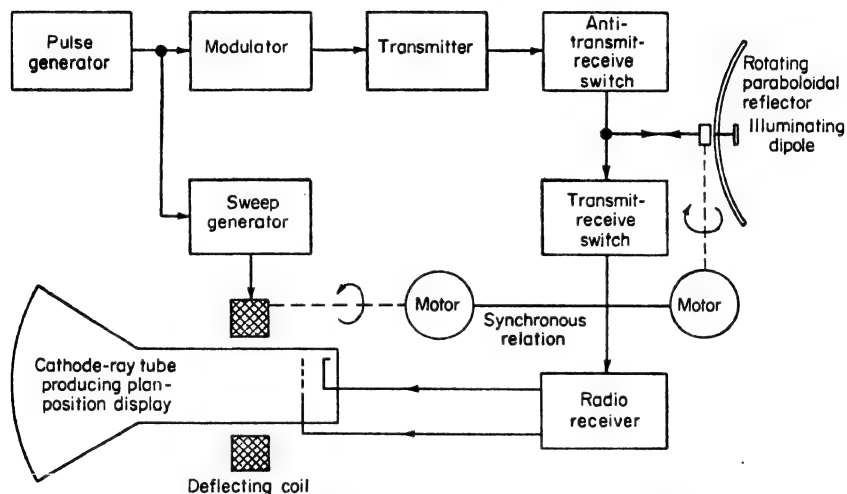 Pulse
generator
Modulator
Transmitter
Anti-
transmit-
receive
switch
Rotating
paraboloidal
reflector
Illuminating
dipole
Sweep
generator
Transmit-
receive
switch
Motor
Motor
Synchronous
relation
Cathode-ray tube
producing plan-
position display
Radio
receiver
Deflecting coil